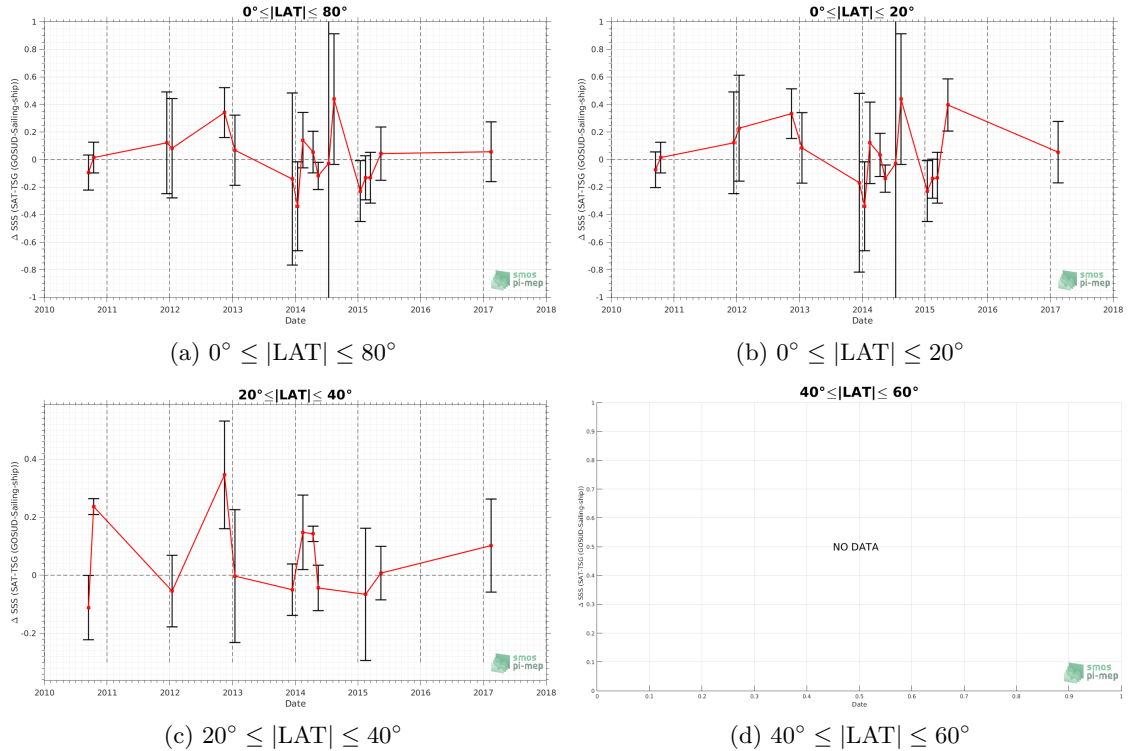 0°≤|LAT|≤ 80°
1
0.8
0.6
0.4
0.2
0
-0.2
-0.4
-0.6
-0.8
-1
Δ SSS (SAT-TSG (GOSUD-Sailing-ship))
2010 2011 2012 2013 2014 2015 2016 2017 2018
Date
smos
pi-mep
(a) 0° ≤ |LAT| ≤ 80°
0°≤|LAT|≤ 20°
1
0.8
0.6
0.4
0.2
0
-0.2
-0.4
-0.6
-0.8
-1
Δ SSS (SAT-TSG (GOSUD-Sailing-ship))
2010 2011 2012 2013 2014 2015 2016 2017 2018
Date
smos
pi-mep
(b) 0° ≤ |LAT| ≤ 20°
20°≤|LAT|≤ 40°
0.4
0.2
0
-0.2
Δ SSS (SAT-TSG (GOSUD-Sailing-ship))
2010 2011 2012 2013 2014 2015 2016 2017 2018
Date
smos
pi-mep
(c) 20° ≤ |LAT| ≤ 40°
40°≤|LAT|≤ 60°
1
0.9
0.8
0.7
0.6
0.5
0.4
0.3
0.2
0.1
0
Δ SSS (SAT-TSG (GOSUD-Sailing-ship))
NO DATA
0 0.1 0.2 0.3 0.4 0.5 0.6 0.7 0.8 0.9 1
Date
smos
pi-mep
(d) 40° ≤ |LAT| ≤ 60°